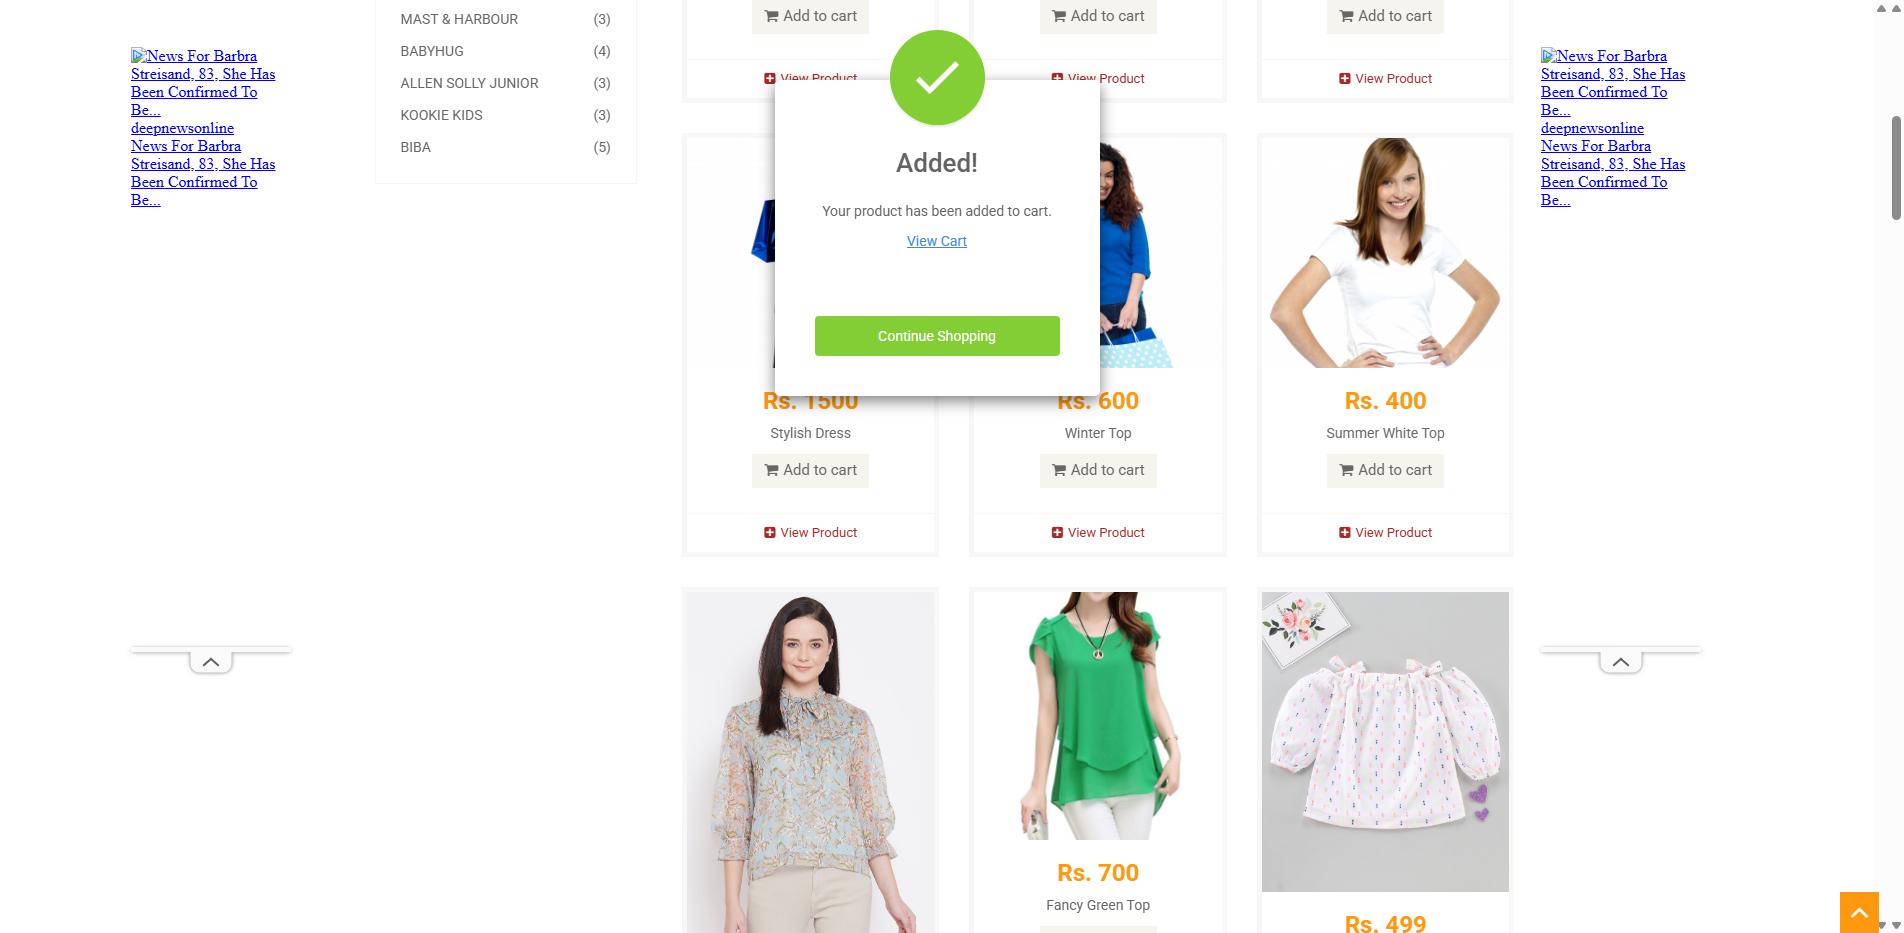 MAST & HARBOUR (3)
BABYHUG (4)
ALLEN SOLLY JUNIOR (3)
KOOKIE KIDS (3)
BIBA (5)
News For Barbra
Streisand, 83, She Has
Been Confirmed To
Be...
deepnewsonline
News For Barbra
Streisand, 83, She Has
Been Confirmed To
Be...
Add to cart
Add to cart
Add to cart
View Product
View Product
View Product
Added!
Your product has been added to cart.
View Cart
Continue Shopping
Rs. 1500
Stylish Dress
Add to cart
View Product
Rs. 600
Winter Top
Add to cart
View Product
Rs. 400
Summer White Top
Add to cart
View Product
Rs. 700
Fancy Green Top
Rs. 499
News For Barbra
Streisand, 83, She Has
Been Confirmed To
Be...
deepnewsonline
News For Barbra
Streisand, 83, She Has
Been Confirmed To
Be...